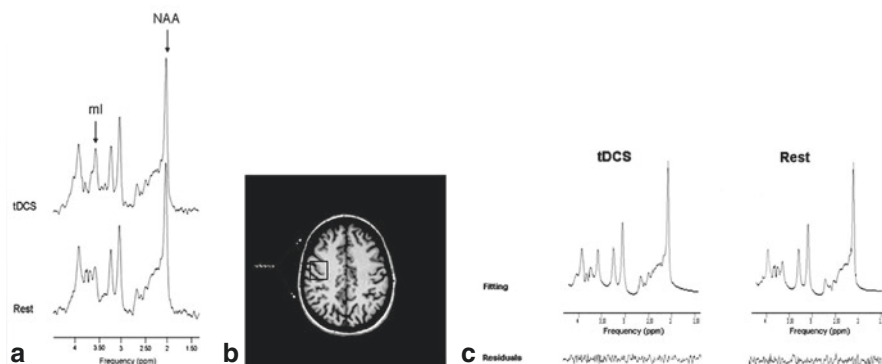 NAA
mI
tDCS
Rest
4 3.50 3 2.50 2 1.50
Frequency (ppm)
a
b
tDCS
Rest
Fitting
Frequency (ppm)
Frequency (ppm)
Residuals
c